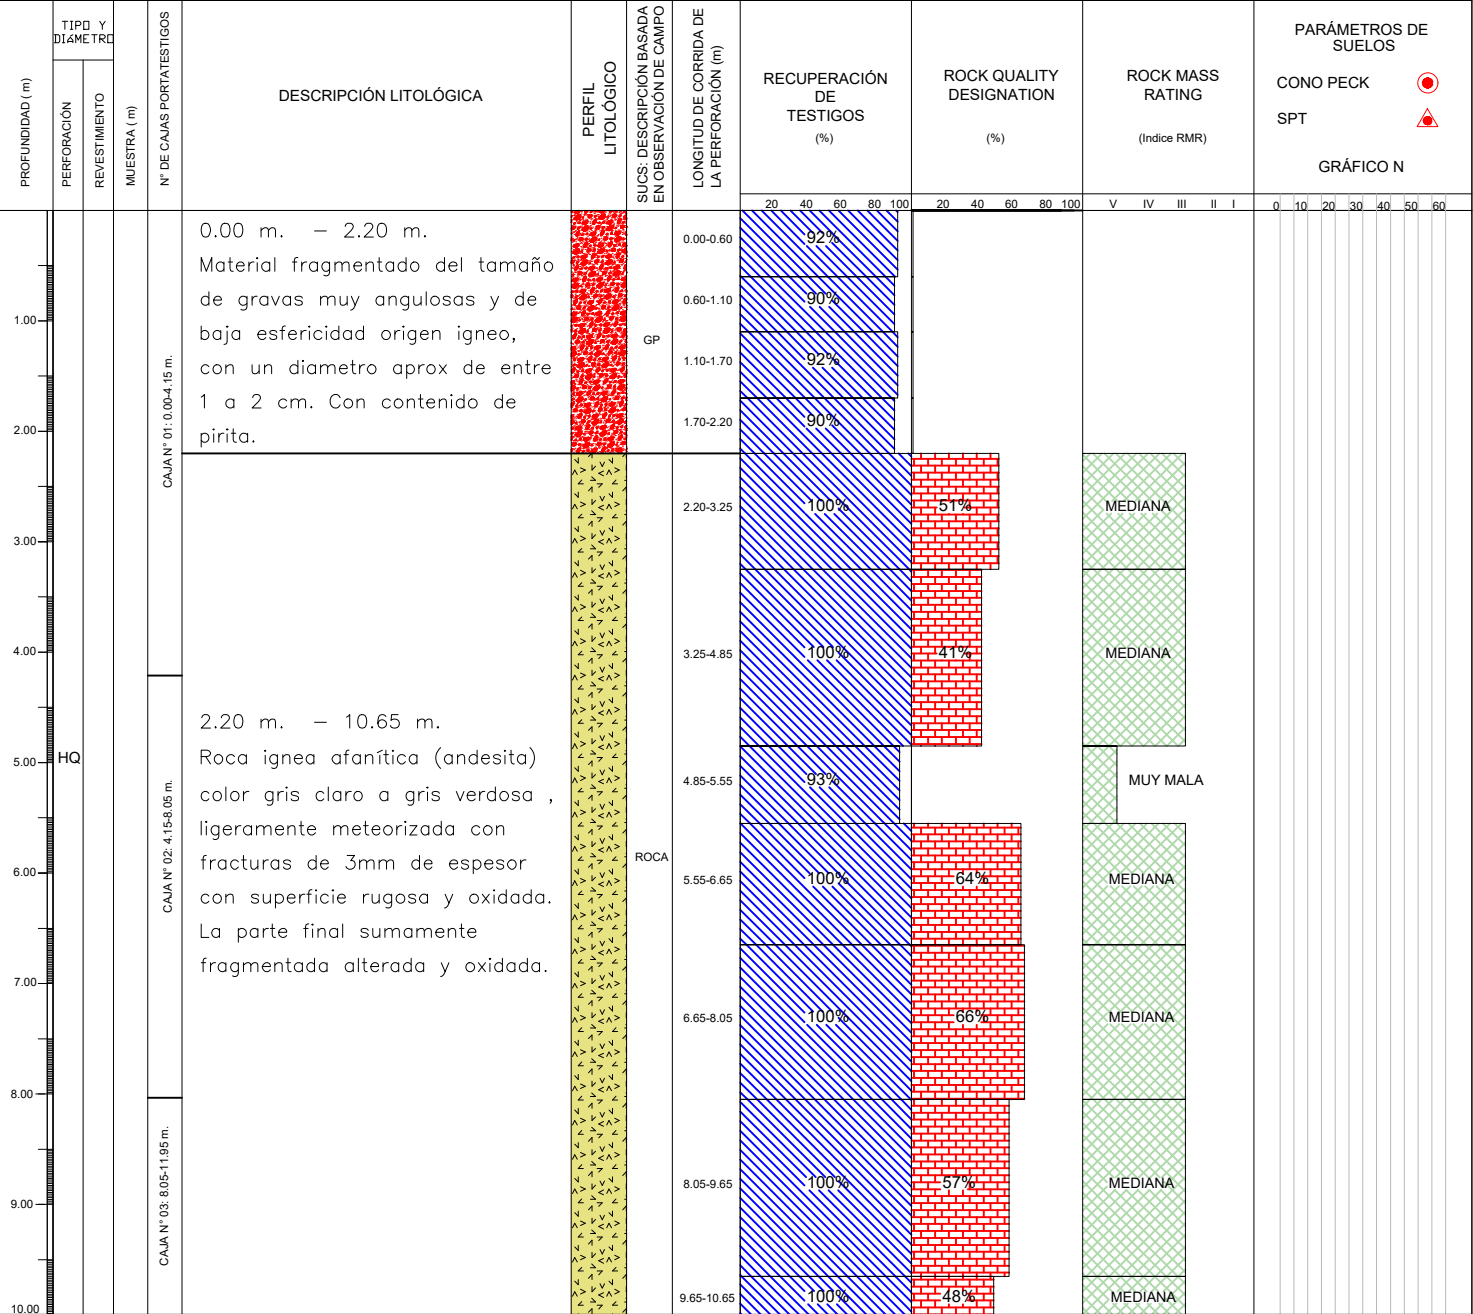 PROFUNDIDAD ( m)
TIPO Y
DIÁMETRO
PERFORACIÓN
REVESTIMIENTO
MUESTRA ( m)
N° DE CAJAS PORTATESTIGOS
DESCRIPCIÓN LITOLÓGICA
PERFIL
LITOLÓGICO
SUCS: DESCRIPCIÓN BASADA
EN OBSERVACIÓN DE CAMPO
LONGITUD DE CORRIDA DE
LA PERFORACIÓN (m)
RECUPERACIÓN
DE
TESTIGOS
(%)
20 40 60 80 100
ROCK QUALITY
DESIGNATION
(%)
20 40 60 80 100
ROCK MASS
RATING
(Indice RMR)
V IV III II I
PARÁMETROS DE
SUELOS
CONO PECK
SPT
GRÁFICO N
0 10 20 30 40 50 60
1.00
2.00
3.00
4.00
5.00
6.00
7.00
8.00
9.00
10.00
HQ
CAJA N° 01: 0.00-4.15 m.
CAJA N° 02: 4.15-8.05 m.
CAJA N° 03: 8.05-11.95 m.
0.00 m. – 2.20 m.
Material fragmentado del tamaño
de gravas muy angulosas y de
baja esfericidad origen igneo,
con un diametro aprox de entre
1 a 2 cm. Con contenido de
pirita.
2.20 m. – 10.65 m.
Roca ignea afanítica (andesita)
color gris claro a gris verdosa ,
ligeramente meteorizada con
fracturas de 3mm de espesor
con superficie rugosa y oxidada.
La parte final sumamente
fragmentada alterada y oxidada.
GP
ROCA
0.00-0.60 92%
0.60-1.10 90%
1.10-1.70 92%
1.70-2.20 90%
2.20-3.25 100% 51% MEDIANA
3.25-4.85 100% 41% MEDIANA
4.85-5.55 93% MUY MALA
5.55-6.65 100% 64% MEDIANA
6.65-8.05 100% 66% MEDIANA
8.05-9.65 100% 57% MEDIANA
9.65-10.65 100% 48% MEDIANA